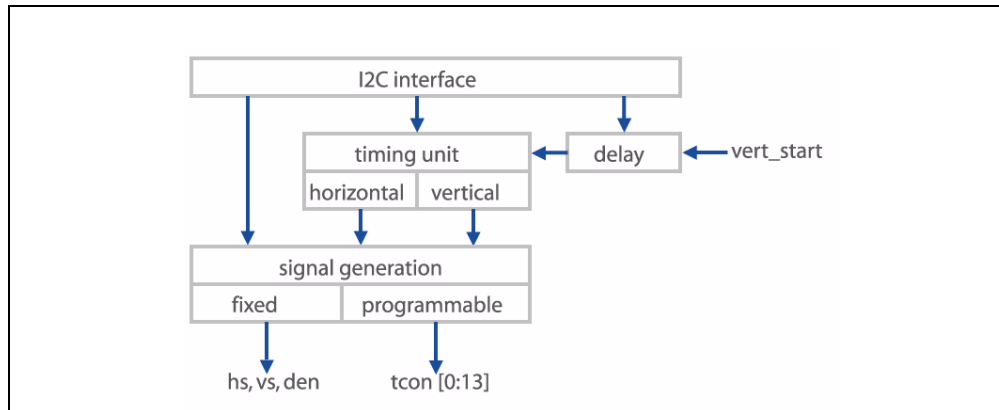 I2C interface
timing unit
delay
vert_start
horizontal
vertical
signal generation
fixed
programmable
hs, vs, den
tcon [0:13]